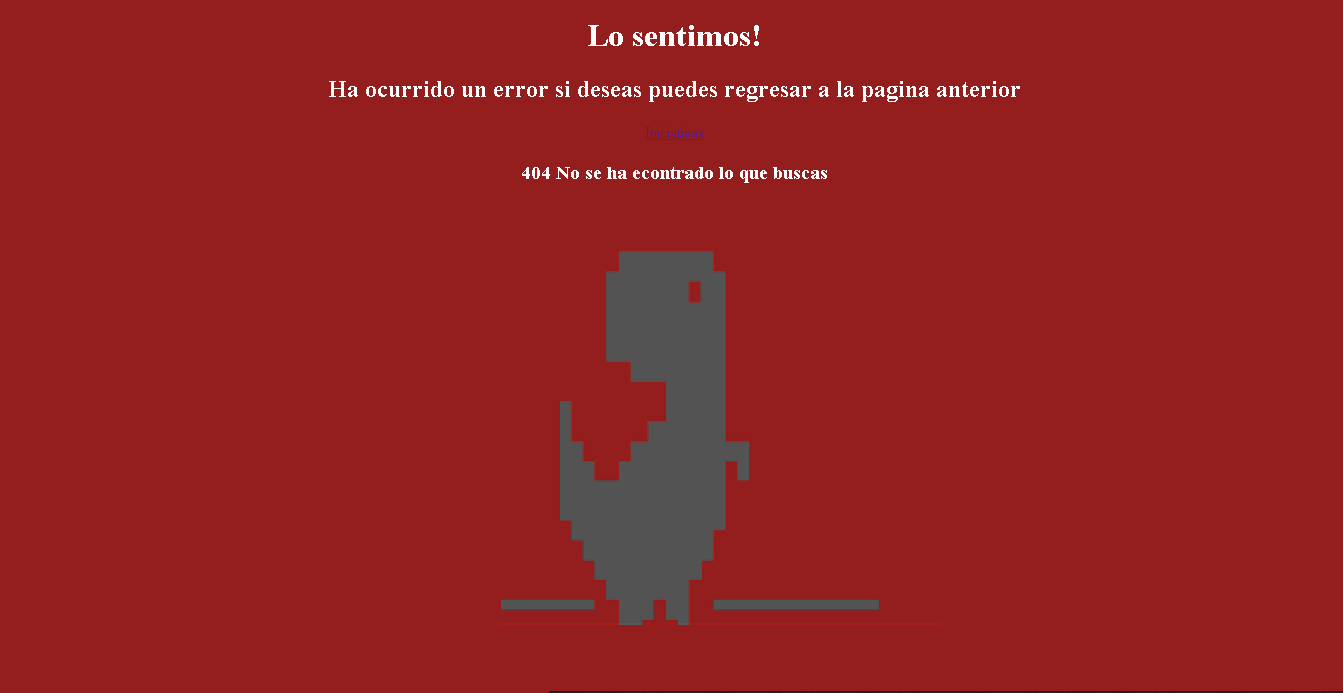 Lo sentimos!
Ha ocurrido un error si deseas puedes regresar a la pagina anterior
404 No se ha econtrado lo que buscas